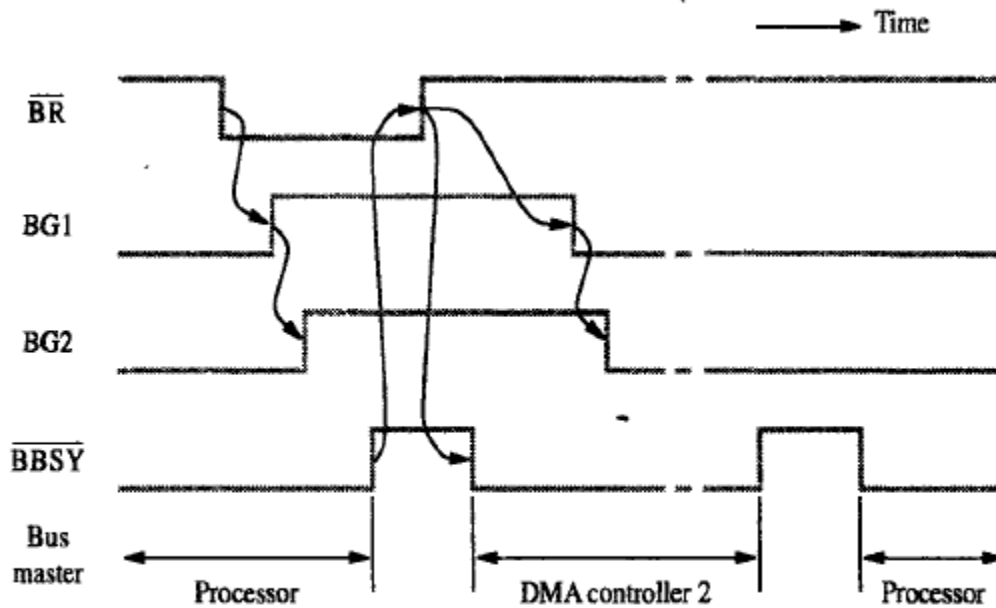 Time
BR
BG1
BG2
BBSY
Bus
master
Processor
DMA controller 2
Processor